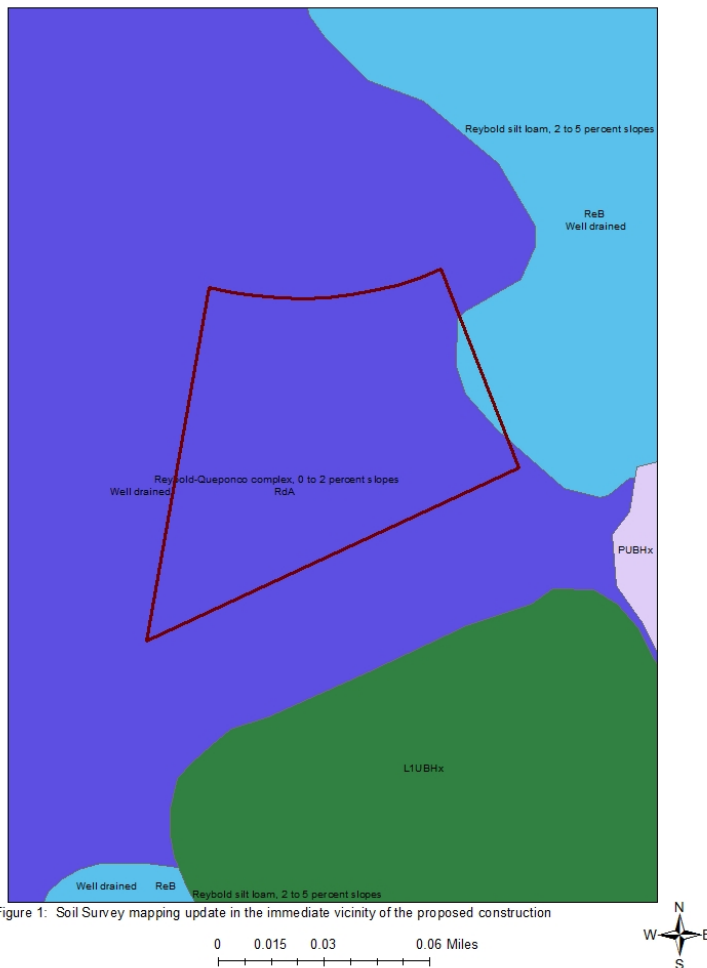 Reybold silt loam, 2 to 5 percent slopes
ReB
Well drained
Reybold-Queponco complex, 0 to 2 percent slopes
Well drained
RdA
PUBHx
L1UBHx
Well drained
ReB
Reybold silt loam, 2 to 5 percent slopes
Figure 1: Soil Survey mapping update in the immediate vicinity of the proposed construction
0 0.015 0.03 0.06 Miles
N
W E
S